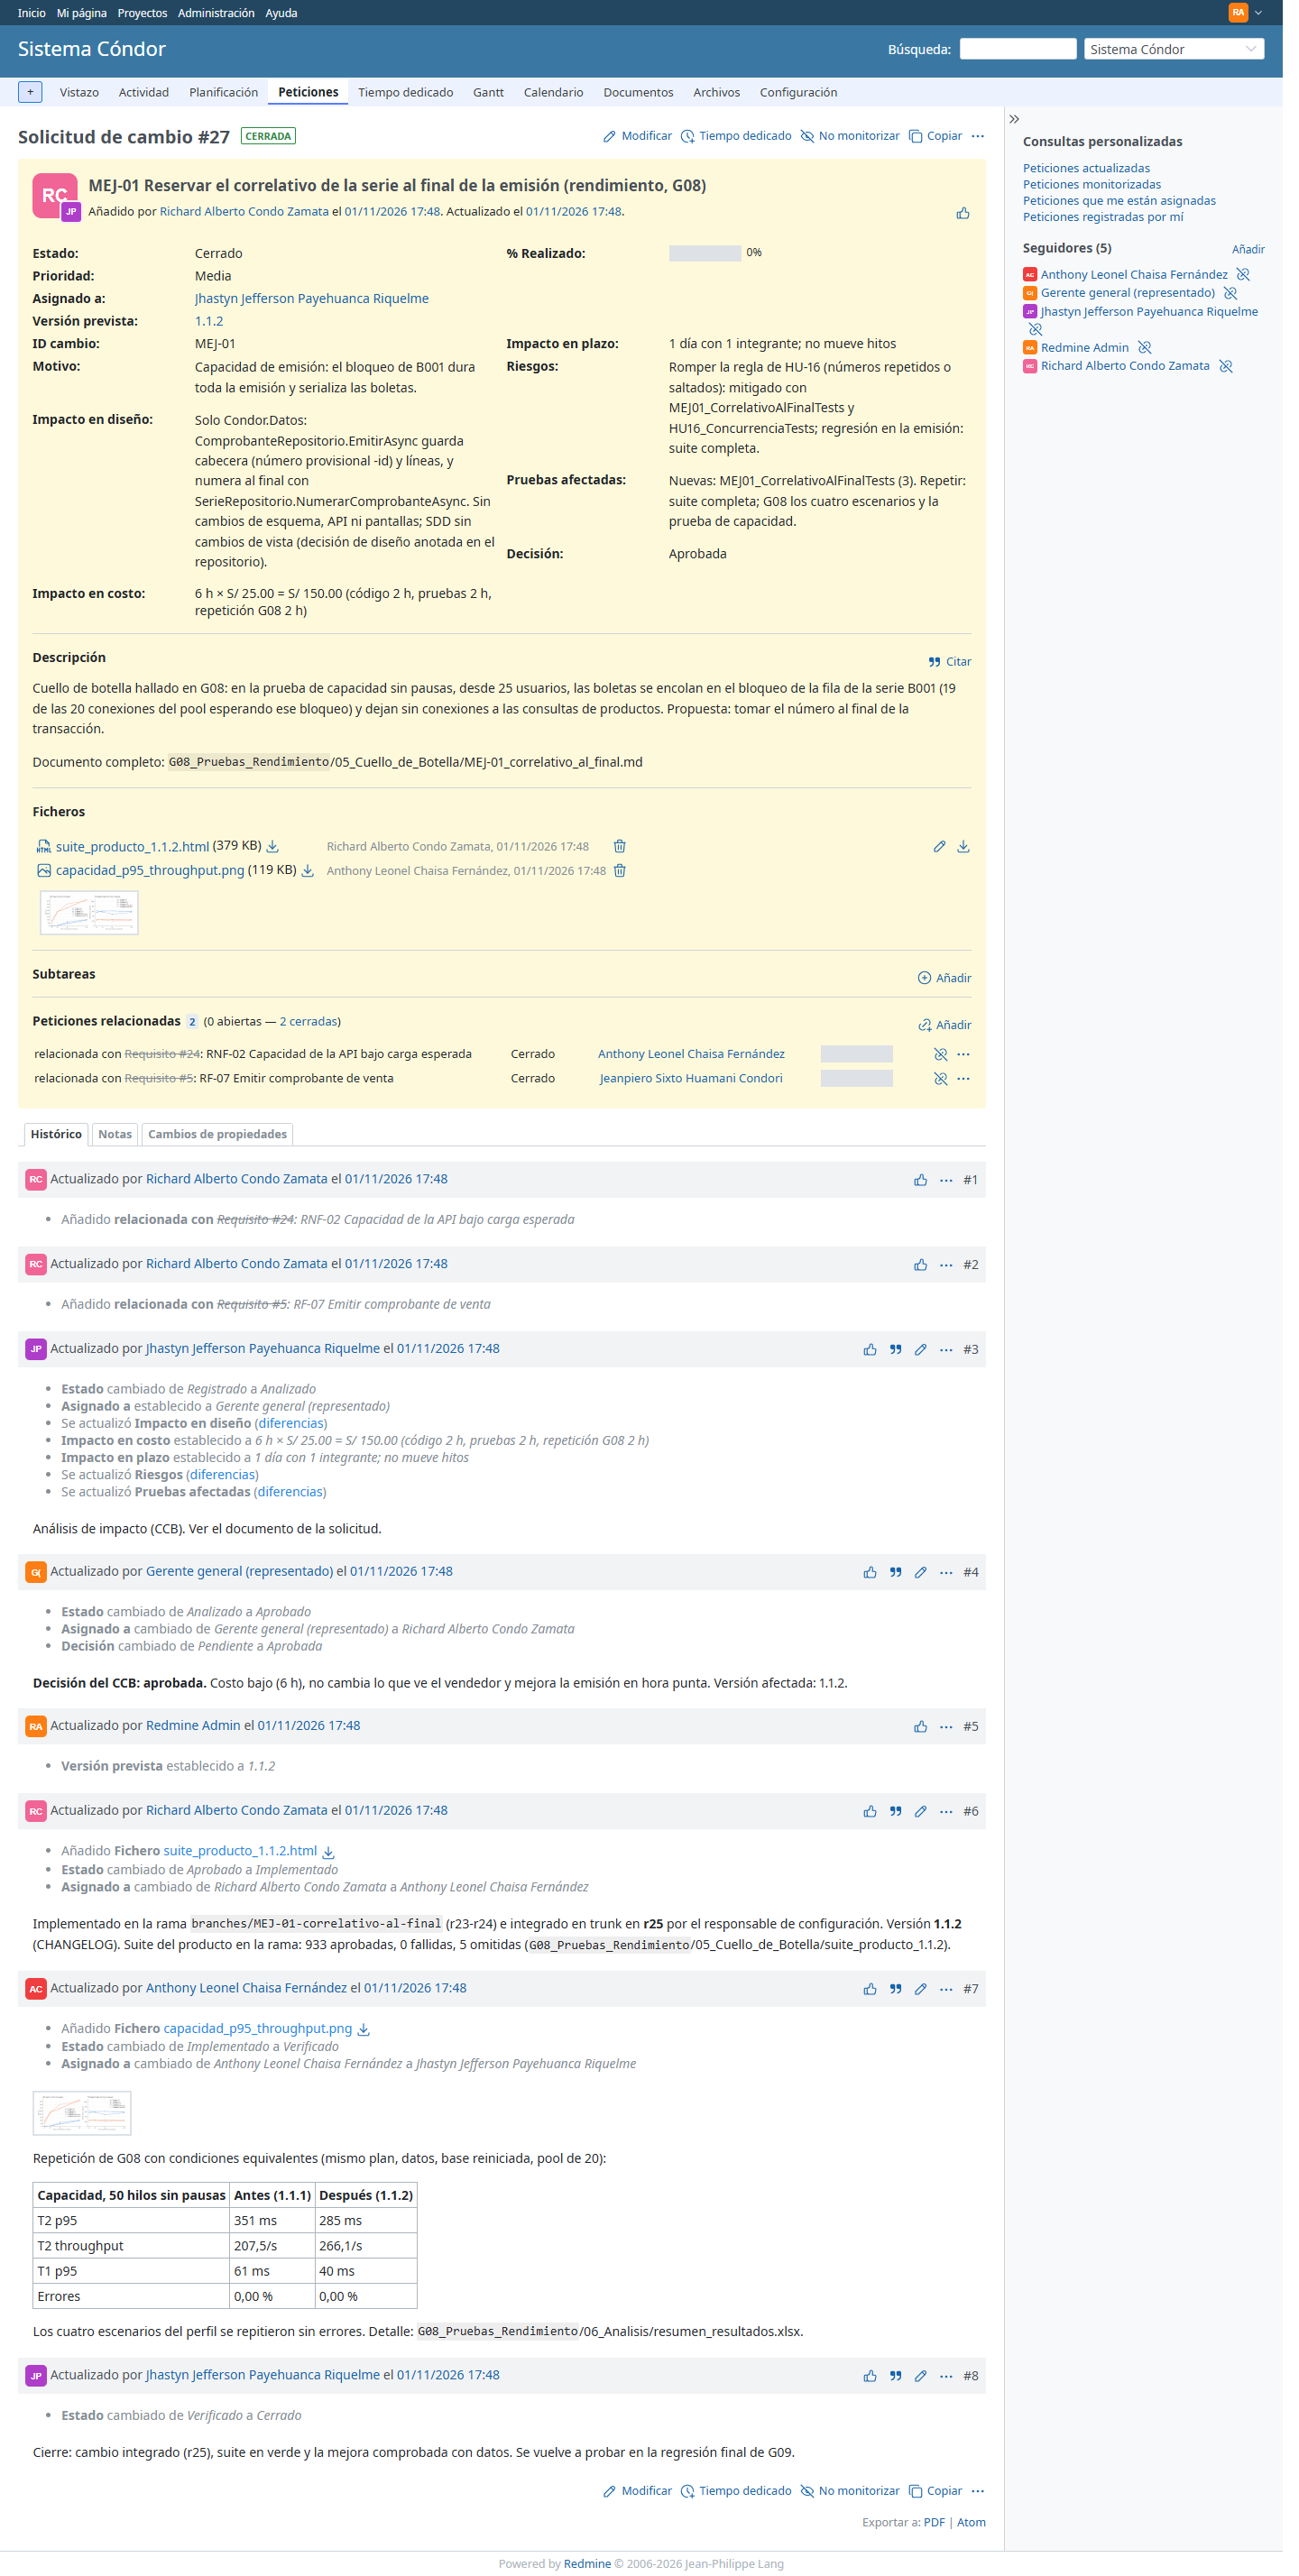 Inicio Mi página Proyectos Administración Ayuda RA
Sistema Cóndor Búsqueda: Sistema Cóndor
+ Vistazo Actividad Planificación Peticiones Tiempo dedicado Gantt Calendario Documentos Archivos Configuración
Solicitud de cambio #27 CERRADA Modificar Tiempo dedicado No monitorizar Copiar ...
RC JP MEJ-01 Reservar el correlativo de la serie al final de la emisión (rendimiento, G08)
Añadido por Richard Alberto Condo Zamata el 01/11/2026 17:48. Actualizado el 01/11/2026 17:48.
Estado: Cerrado % Realizado: 0%
Prioridad: Media
Asignado a: Jhastyn Jefferson Payehuanca Riquelme
Versión prevista: 1.1.2
ID cambio: MEJ-01 Impacto en plazo: 1 día con 1 integrante; no mueve hitos
Motivo: Capacidad de emisión: el bloqueo de B001 dura
toda la emisión y serializa las boletas.
Impacto en diseño: Solo Condor.Datos:
ComprobanteRepositorio.EmitirAsync guarda
cabecera (número provisional -id) y líneas, y
numera al final con
SerieRepositorio.NumerarComprobanteAsync. Sin
cambios de esquema, API ni pantallas; SDD sin
cambios de vista (decisión de diseño anotada en el
repositorio).
Impacto en costo: 6 h × S/ 25.00 = S/ 150.00 (código 2 h, pruebas 2 h,
repetición G08 2 h)
Riesgos: Romper la regla de HU-16 (números repetidos o
saltados): mitigado con
MEJ01_CorrelativoAlFinalTests y
HU16_ConcurrenciaTests; regresión en la emisión:
suite completa.
Pruebas afectadas: Nuevas: MEJ01_CorrelativoAlFinalTests (3). Repetir:
suite completa; G08 los cuatro escenarios y la
prueba de capacidad.
Decisión: Aprobada
Descripción Citar
Cuello de botella hallado en G08: en la prueba de capacidad sin pausas, desde 25 usuarios, las boletas se encolan en el bloqueo de la fila de la serie B001 (19
de las 20 conexiones del pool esperando ese bloqueo) y dejan sin conexiones a las consultas de productos. Propuesta: tomar el número al final de la
transacción.
Documento completo: G08_Pruebas_Rendimiento/05_Cuello_de_Botella/MEJ-01_correlativo_al_final.md
Ficheros
suite_producto_1.1.2.html (379 KB) Richard Alberto Condo Zamata, 01/11/2026 17:48
capacidad_p95_throughput.png (119 KB) Anthony Leonel Chaisa Fernández, 01/11/2026 17:48
Subtareas Añadir
Peticiones relacionadas 2 (0 abiertas — 2 cerradas) Añadir
relacionada con Requisito #24: RNF-02 Capacidad de la API bajo carga esperada Cerrado Anthony Leonel Chaisa Fernández ...
relacionada con Requisito #5: RF-07 Emitir comprobante de venta Cerrado Jeanpiero Sixto Huamani Condori ...
Histórico Notas Cambios de propiedades
RC Actualizado por Richard Alberto Condo Zamata el 01/11/2026 17:48 ... #1
Añadido relacionada con Requisito #24: RNF-02 Capacidad de la API bajo carga esperada
RC Actualizado por Richard Alberto Condo Zamata el 01/11/2026 17:48 ... #2
Añadido relacionada con Requisito #5: RF-07 Emitir comprobante de venta
JP Actualizado por Jhastyn Jefferson Payehuanca Riquelme el 01/11/2026 17:48 ... #3
Estado cambiado de Registrado a Analizado
Asignado a establecido a Gerente general (representado)
Se actualizó Impacto en diseño (diferencias)
Impacto en costo establecido a 6 h × S/ 25.00 = S/ 150.00 (código 2 h, pruebas 2 h, repetición G08 2 h)
Impacto en plazo establecido a 1 día con 1 integrante; no mueve hitos
Se actualizó Riesgos (diferencias)
Se actualizó Pruebas afectadas (diferencias)
Análisis de impacto (CCB). Ver el documento de la solicitud.
G( Actualizado por Gerente general (representado) el 01/11/2026 17:48 ... #4
Estado cambiado de Analizado a Aprobado
Asignado a cambiado de Gerente general (representado) a Richard Alberto Condo Zamata
Decisión cambiado de Pendiente a Aprobada
Decisión del CCB: aprobada. Costo bajo (6 h), no cambia lo que ve el vendedor y mejora la emisión en hora punta. Versión afectada: 1.1.2.
RA Actualizado por Redmine Admin el 01/11/2026 17:48 ... #5
Versión prevista establecido a 1.1.2
RC Actualizado por Richard Alberto Condo Zamata el 01/11/2026 17:48 ... #6
Añadido Fichero suite_producto_1.1.2.html
Estado cambiado de Aprobado a Implementado
Asignado a cambiado de Richard Alberto Condo Zamata a Anthony Leonel Chaisa Fernández
Implementado en la rama branches/MEJ-01-correlativo-al-final (r23-r24) e integrado en trunk en r25 por el responsable de configuración. Versión 1.1.2
(CHANGELOG). Suite del producto en la rama: 933 aprobadas, 0 fallidas, 5 omitidas (G08_Pruebas_Rendimiento/05_Cuello_de_Botella/suite_producto_1.1.2).
AC Actualizado por Anthony Leonel Chaisa Fernández el 01/11/2026 17:48 ... #7
Añadido Fichero capacidad_p95_throughput.png
Estado cambiado de Implementado a Verificado
Asignado a cambiado de Anthony Leonel Chaisa Fernández a Jhastyn Jefferson Payehuanca Riquelme
Repetición de G08 con condiciones equivalentes (mismo plan, datos, base reiniciada, pool de 20):
Capacidad, 50 hilos sin pausas Antes (1.1.1) Después (1.1.2)
T2 p95 351 ms 285 ms
T2 throughput 207,5/s 266,1/s
T1 p95 61 ms 40 ms
Errores 0,00 % 0,00 %
Los cuatro escenarios del perfil se repitieron sin errores. Detalle: G08_Pruebas_Rendimiento/06_Analisis/resumen_resultados.xlsx.
JP Actualizado por Jhastyn Jefferson Payehuanca Riquelme el 01/11/2026 17:48 ... #8
Estado cambiado de Verificado a Cerrado
Cierre: cambio integrado (r25), suite en verde y la mejora comprobada con datos. Se vuelve a probar en la regresión final de G09.
Modificar Tiempo dedicado No monitorizar Copiar ...
Exportar a: PDF | Atom
Consultas personalizadas
Peticiones actualizadas
Peticiones monitorizadas
Peticiones que me están asignadas
Peticiones registradas por mí
Seguidores (5) Añadir
AC Anthony Leonel Chaisa Fernández
G( Gerente general (representado)
JP Jhastyn Jefferson Payehuanca Riquelme
RA Redmine Admin
RC Richard Alberto Condo Zamata
Powered by Redmine © 2006-2026 Jean-Philippe Lang